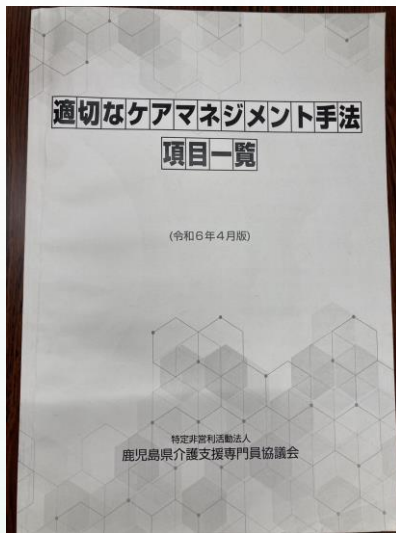 適切なケアマネジメント手法
項目一覧
(令和６年４月版)
特定非営利活動法人
鹿児島県介護支援専門員協議会